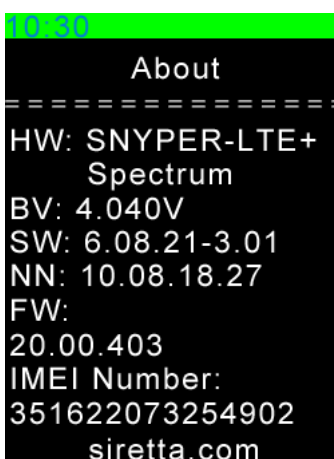 10:30
About
==============
HW: SNYPER-LTE+
Spectrum
BV: 4.040V
SW: 6.08.21-3.01
NN: 10.08.18.27
FW:
20.00.403
IMEI Number:
351622073254902
siretta.com